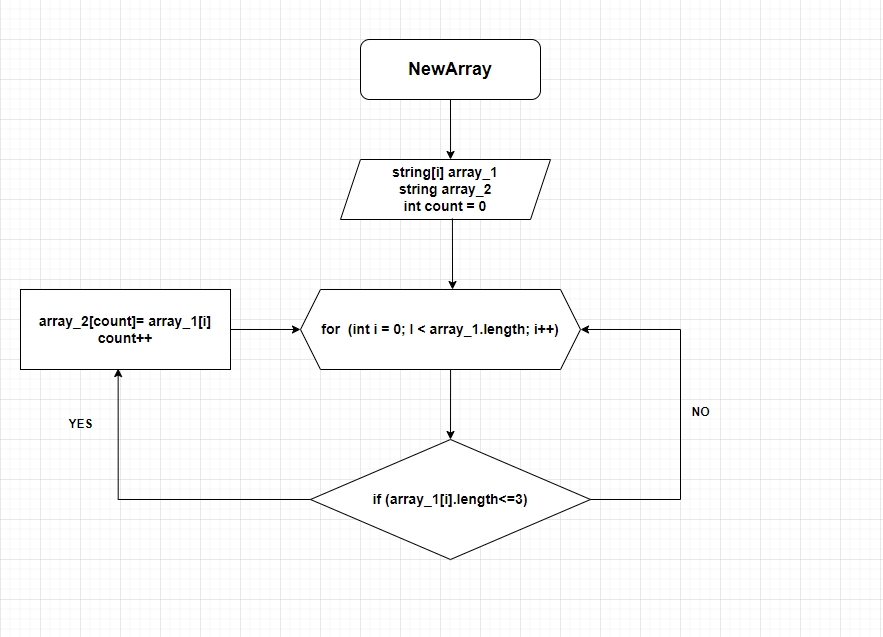 NewArray
string[i] array_1
string array_2
int count = 0
array_2[count]= array_1[i]
count++
for  (int i = 0; I < array_1.length; i++)
YES
NO
if (array_1[i].length<=3)